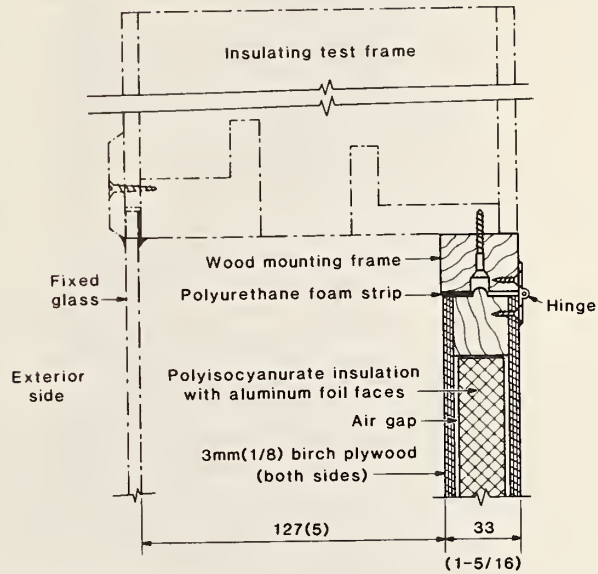 Insulating test frame
Wood mounting frame
Fixed
glass
Polyurethane foam strip
Hinge
Exterior
side
Polyisocyanurate insulation
with aluminum foil faces
Air gap
3mm(1/8) birch plywood
(both sides)
127(5)
33
(1-5/16)